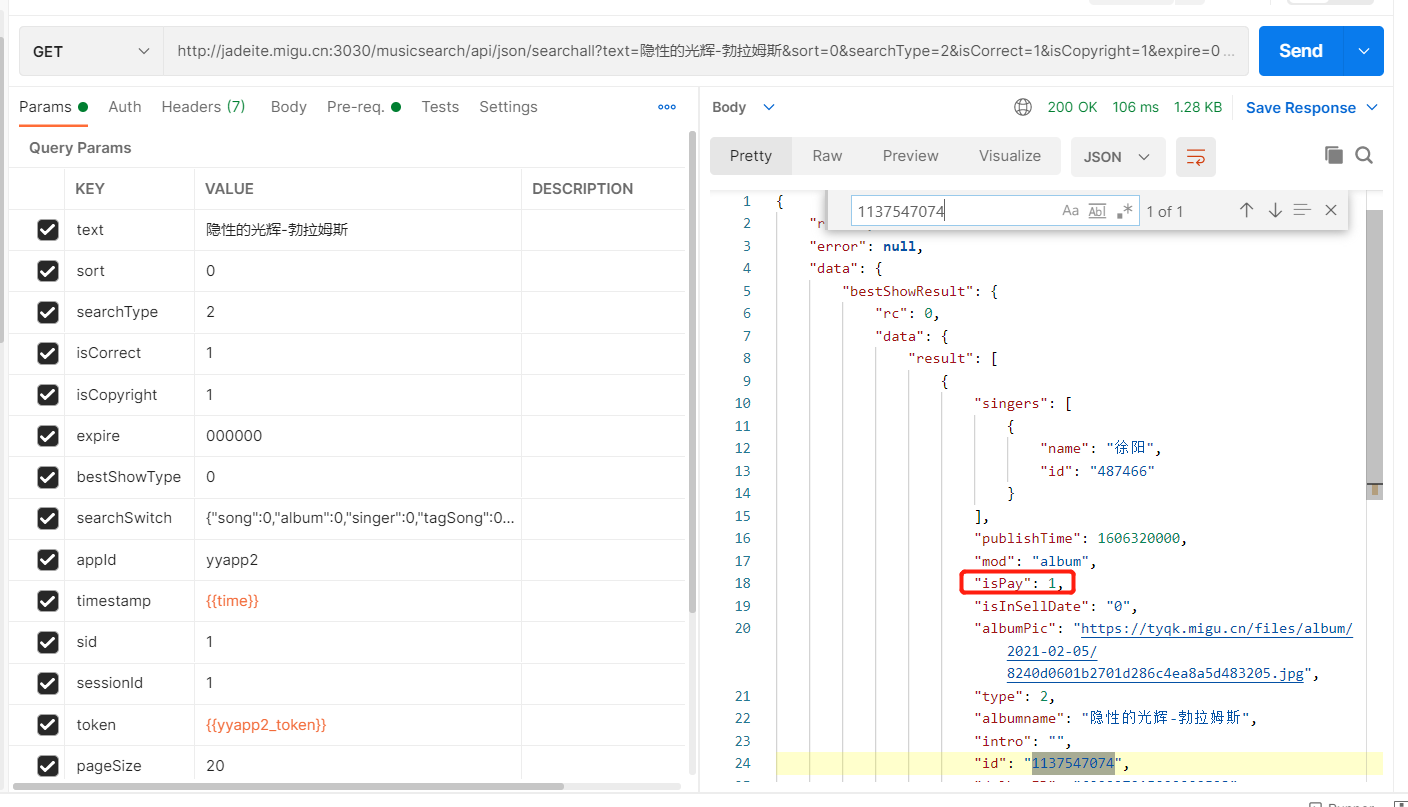 GET
http://jadeite.migu.cn:3030/musicsearch/api/json/searchall?text=隐性的光辉-勃拉姆斯&sort=0&searchType=2&isCorrect=1&isCopyright=1&expire=0 ...
Send
Params
Auth
Headers (7)
Body
Pre-req.
Tests
Settings
Query Params
KEY VALUE DESCRIPTION
text 隐性的光辉-勃拉姆斯
sort 0
searchType 2
isCorrect 1
isCopyright 1
expire 000000
bestShowType 0
searchSwitch {"song":0,"album":0,"singer":0,"tagSong":0...
appId yyapp2
timestamp {{time}}
sid 1
sessionId 1
token {{yyapp2_token}}
pageSize 20
Body
200 OK 106 ms 1.28 KB Save Response
Pretty Raw Preview Visualize JSON
1137547074 Aa Abl .* 1 of 1
1 {
2 "r
3 "error": null,
4 "data": {
5 "bestShowResult": {
6 "rc": 0,
7 "data": {
8 "result": [
9 {
10 "singers": [
11 {
12 "name": "徐阳",
13 "id": "487466"
14 }
15 ],
16 "publishTime": 1606320000,
17 "mod": "album",
18 "isPay": 1,
19 "isInSellDate": "0",
20 "albumPic": "https://tyqk.migu.cn/files/album/
2021-02-05/
8240d0601b2701d286c4ea8a5d483205.jpg",
21 "type": 2,
22 "albumname": "隐性的光辉-勃拉姆斯",
23 "intro": "",
24 "id": "1137547074",